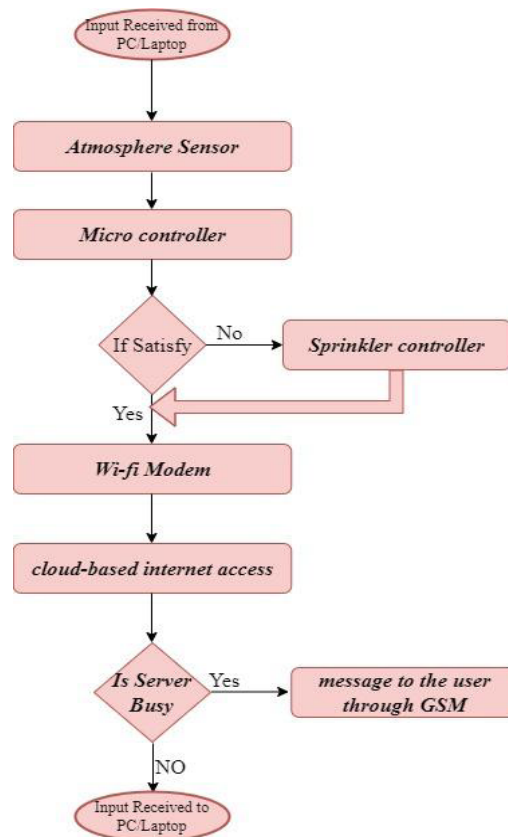 Input Received from
PC/Laptop
Atmosphere Sensor
Micro controller
If Satisfy
No
Sprinkler controller
Yes
Wi-fi Modem
cloud-based internet access
Is Server
Busy
Yes
message to the user
through GSM
NO
Input Received to
PC/Laptop